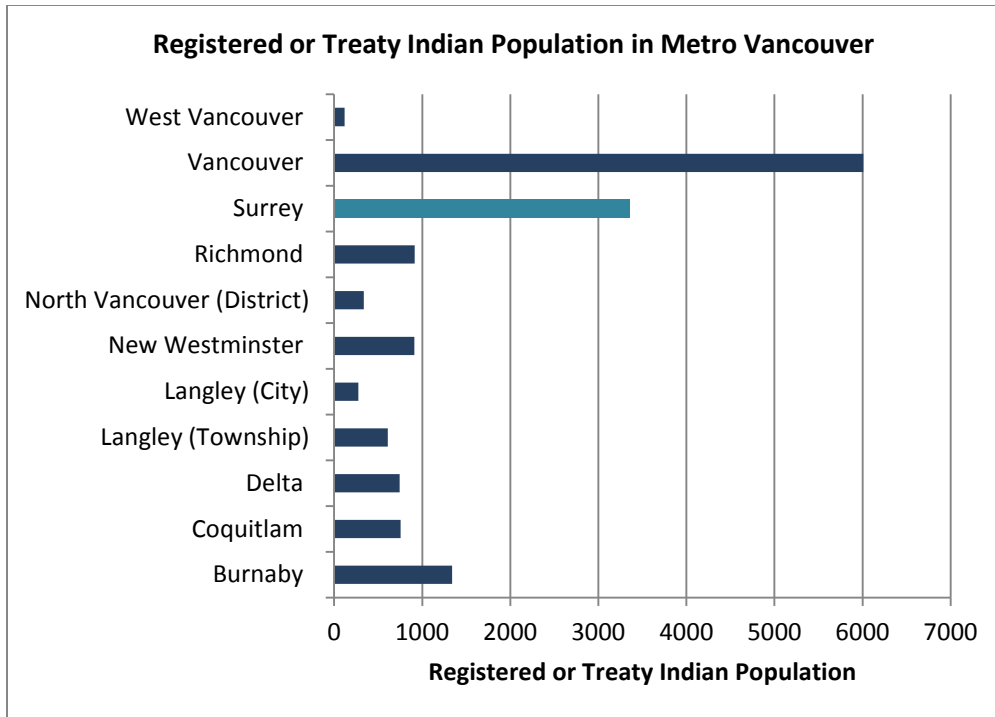 Registered or Treaty Indian Population in Metro Vancouver
West Vancouver
Vancouver
Surrey
Richmond
North Vancouver (District)
New Westminster
Langley (City)
Langley (Township)
Delta
Coquitlam
Burnaby
0 1000 2000 3000 4000 5000 6000 7000
Registered or Treaty Indian Population